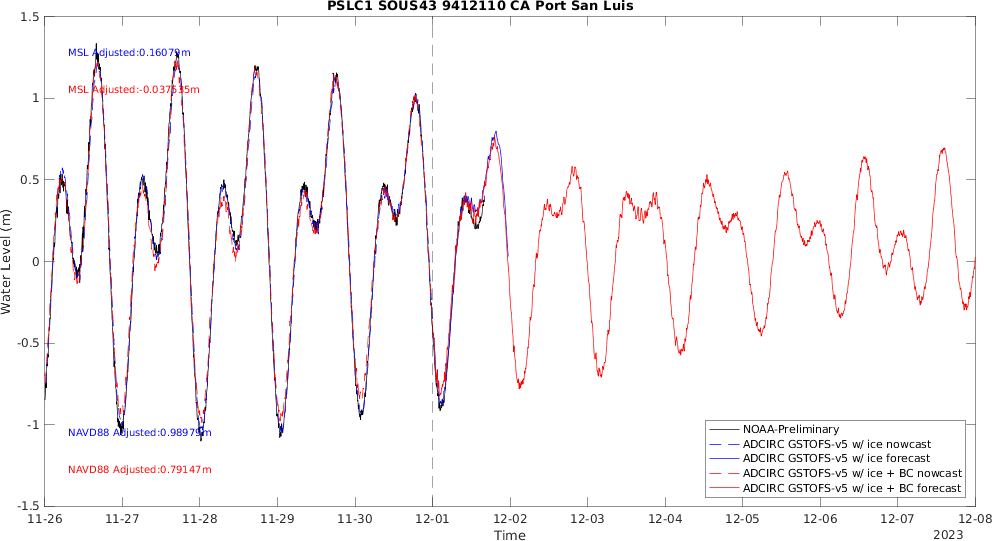 PSLC1 SOUS43 9412110 CA Port San Luis
1.5
MSL Adjusted:0.16079m
MSL Adjusted:-0.037535m
1
0.5
0
-0.5
-1
-1.5
Water Level (m)
NAVD88 Adjusted:0.98979m
NAVD88 Adjusted:0.79147m
NOAA-Preliminary
ADCIRC GSTOFS-v5 w/ ice nowcast
ADCIRC GSTOFS-v5 w/ ice forecast
ADCIRC GSTOFS-v5 w/ ice + BC nowcast
ADCIRC GSTOFS-v5 w/ ice + BC forecast
11-26 11-27 11-28 11-29 11-30 12-01 12-02 12-03 12-04 12-05 12-06 12-07 12-08
Time
2023